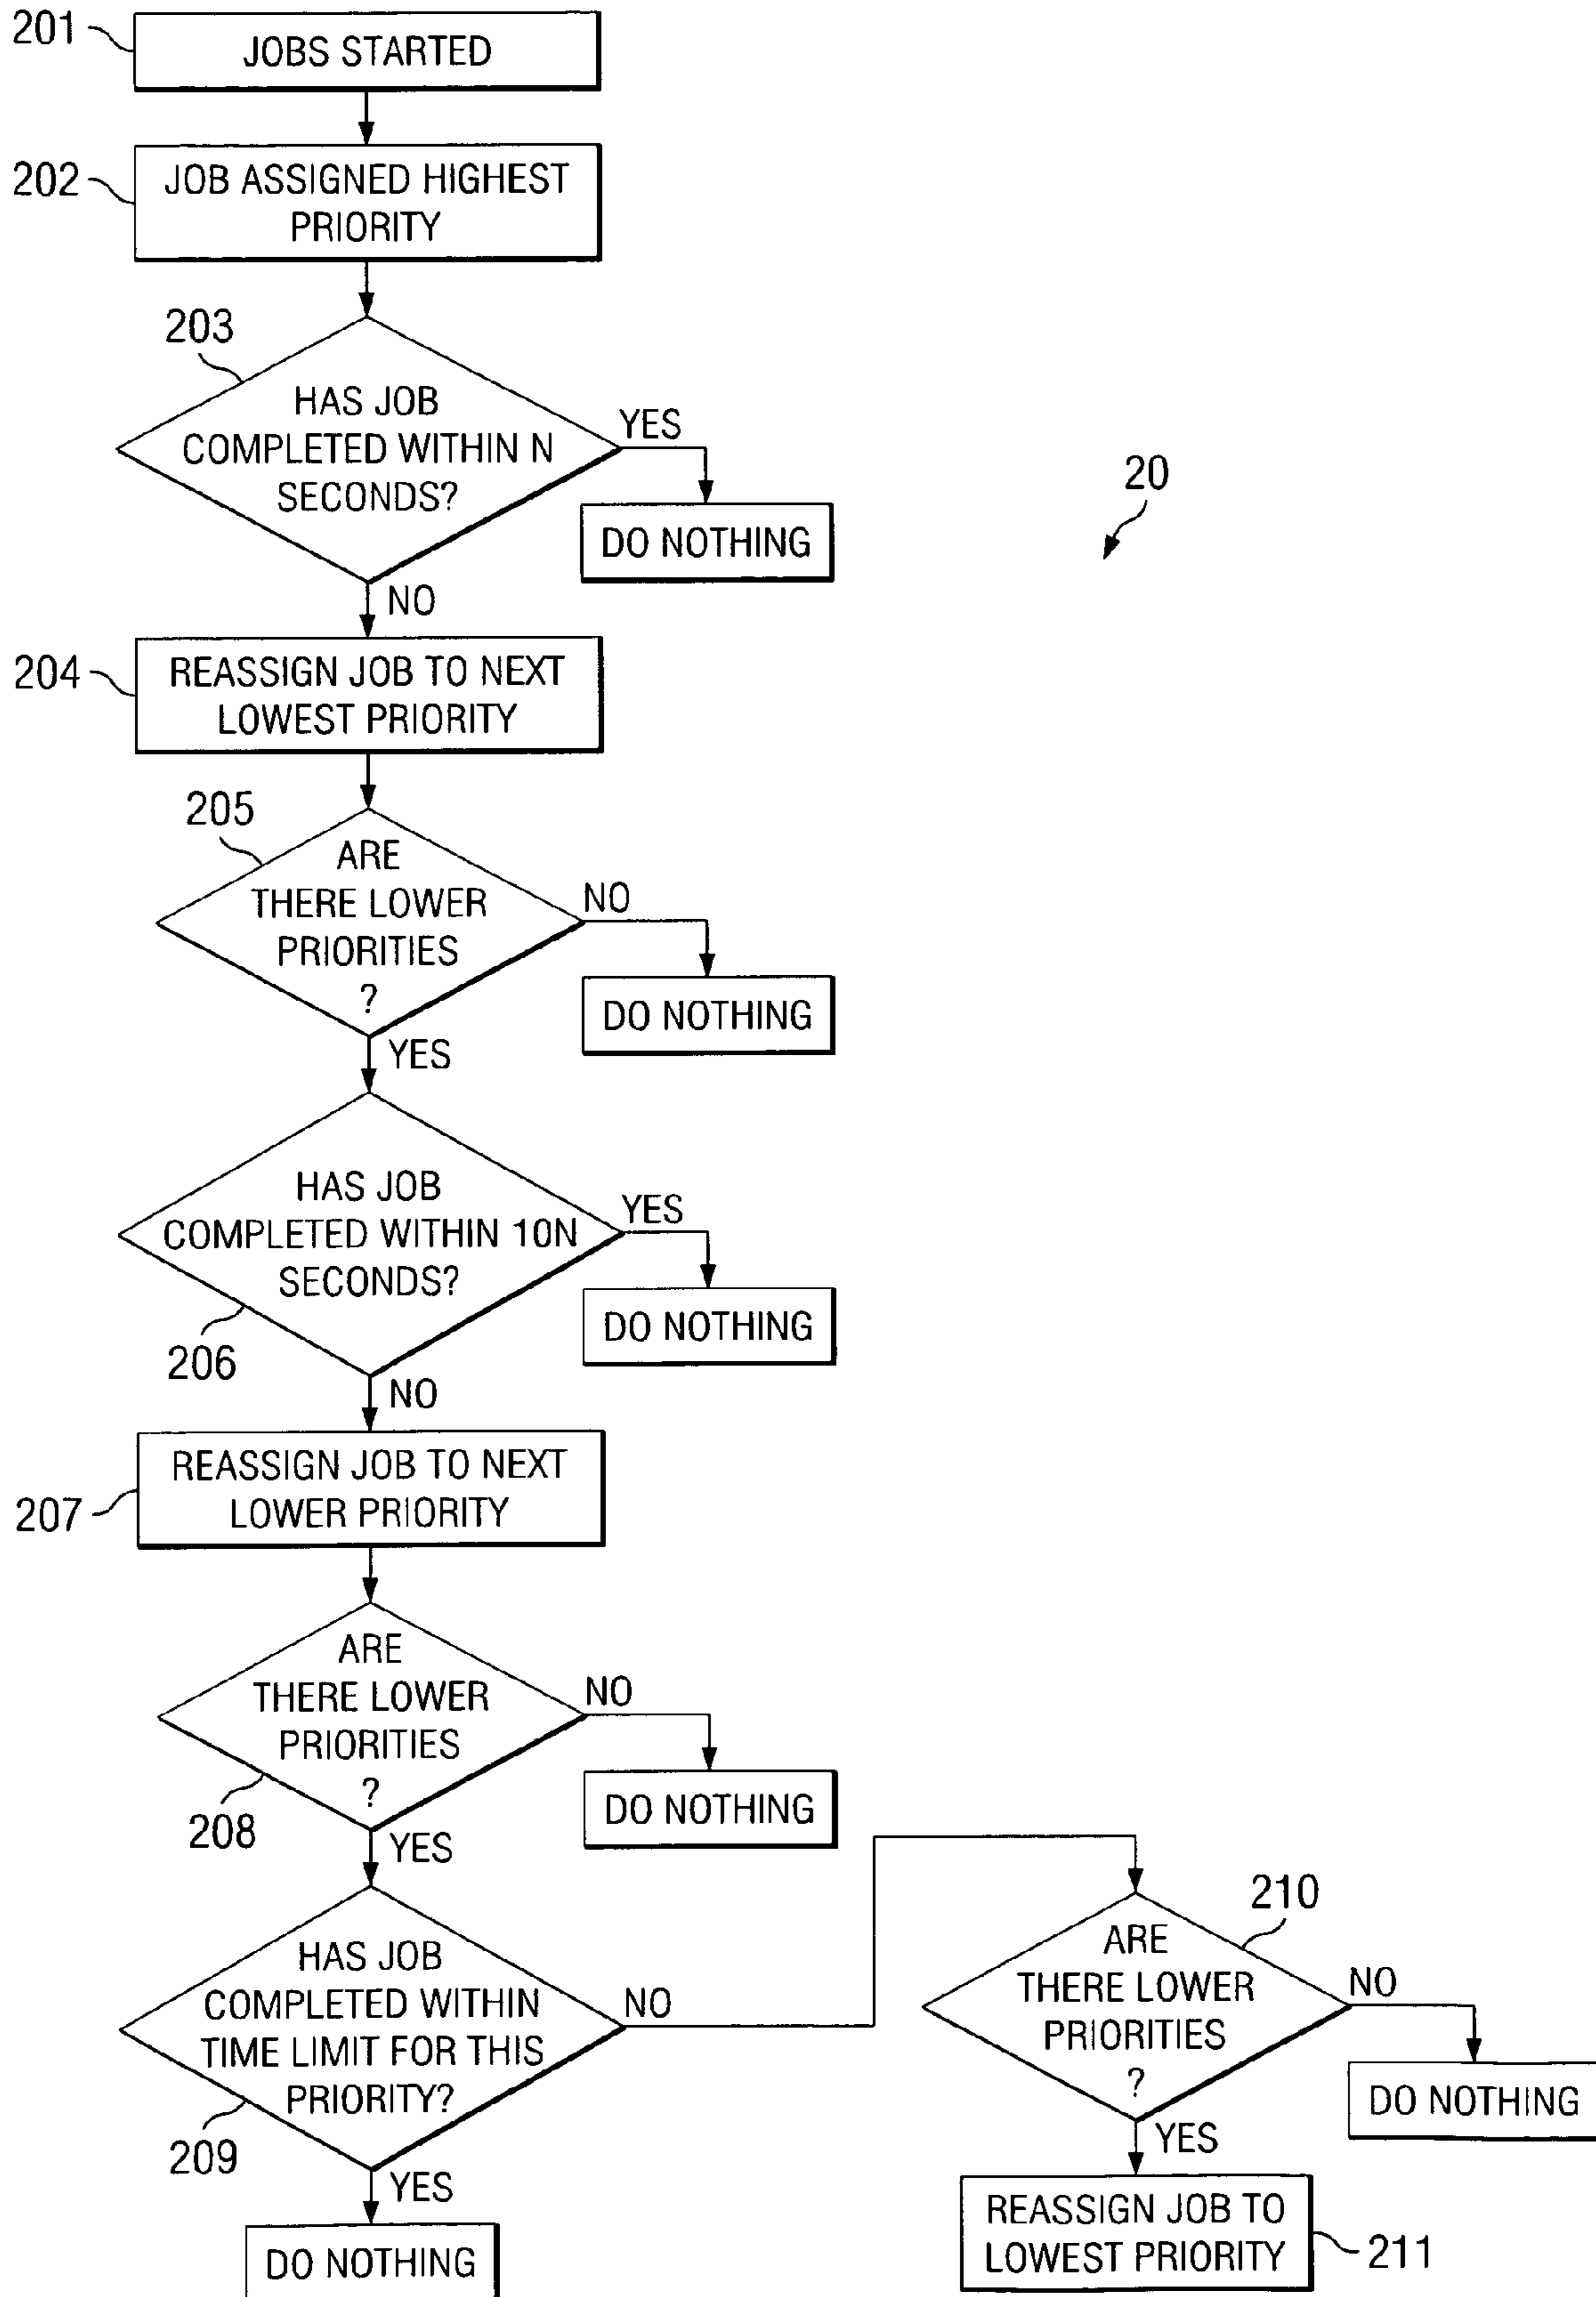 201
JOBS STARTED
202
JOB ASSIGNED HIGHEST
PRIORITY
203
HAS JOB
COMPLETED WITHIN N
SECONDS?
YES
DO NOTHING
20
NO
204
REASSIGN JOB TO NEXT
LOWEST PRIORITY
205
ARE
THERE LOWER
PRIORITIES
?
NO
DO NOTHING
YES
HAS JOB
COMPLETED WITHIN 10N
SECONDS?
YES
DO NOTHING
206
NO
REASSIGN JOB TO NEXT
LOWER PRIORITY
207
ARE
THERE LOWER
PRIORITIES
?
NO
DO NOTHING
208
YES
HAS JOB
COMPLETED WITHIN
TIME LIMIT FOR THIS
PRIORITY?
NO
209
YES
DO NOTHING
210
ARE
THERE LOWER
PRIORITIES
?
NO
DO NOTHING
YES
REASSIGN JOB TO
LOWEST PRIORITY
211